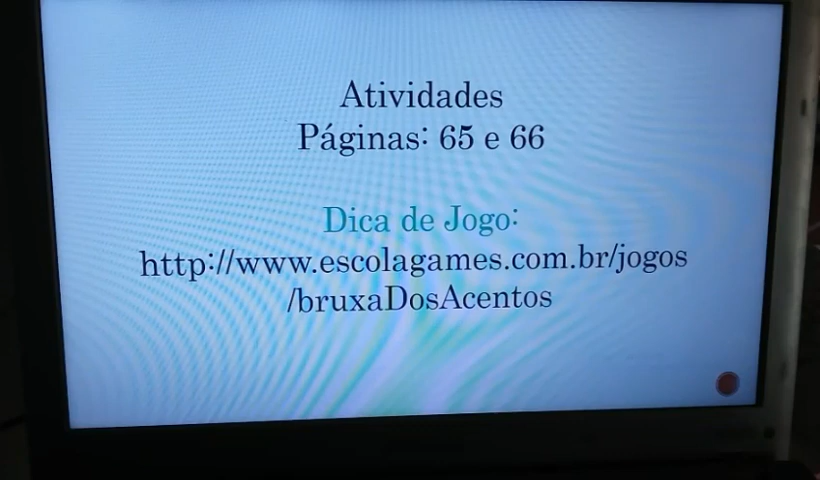 Atividades
Páginas: 65 e 66
Dica de Jogo:
http://www.escolagames.com.br/jogos
/bruxaDosAcentos